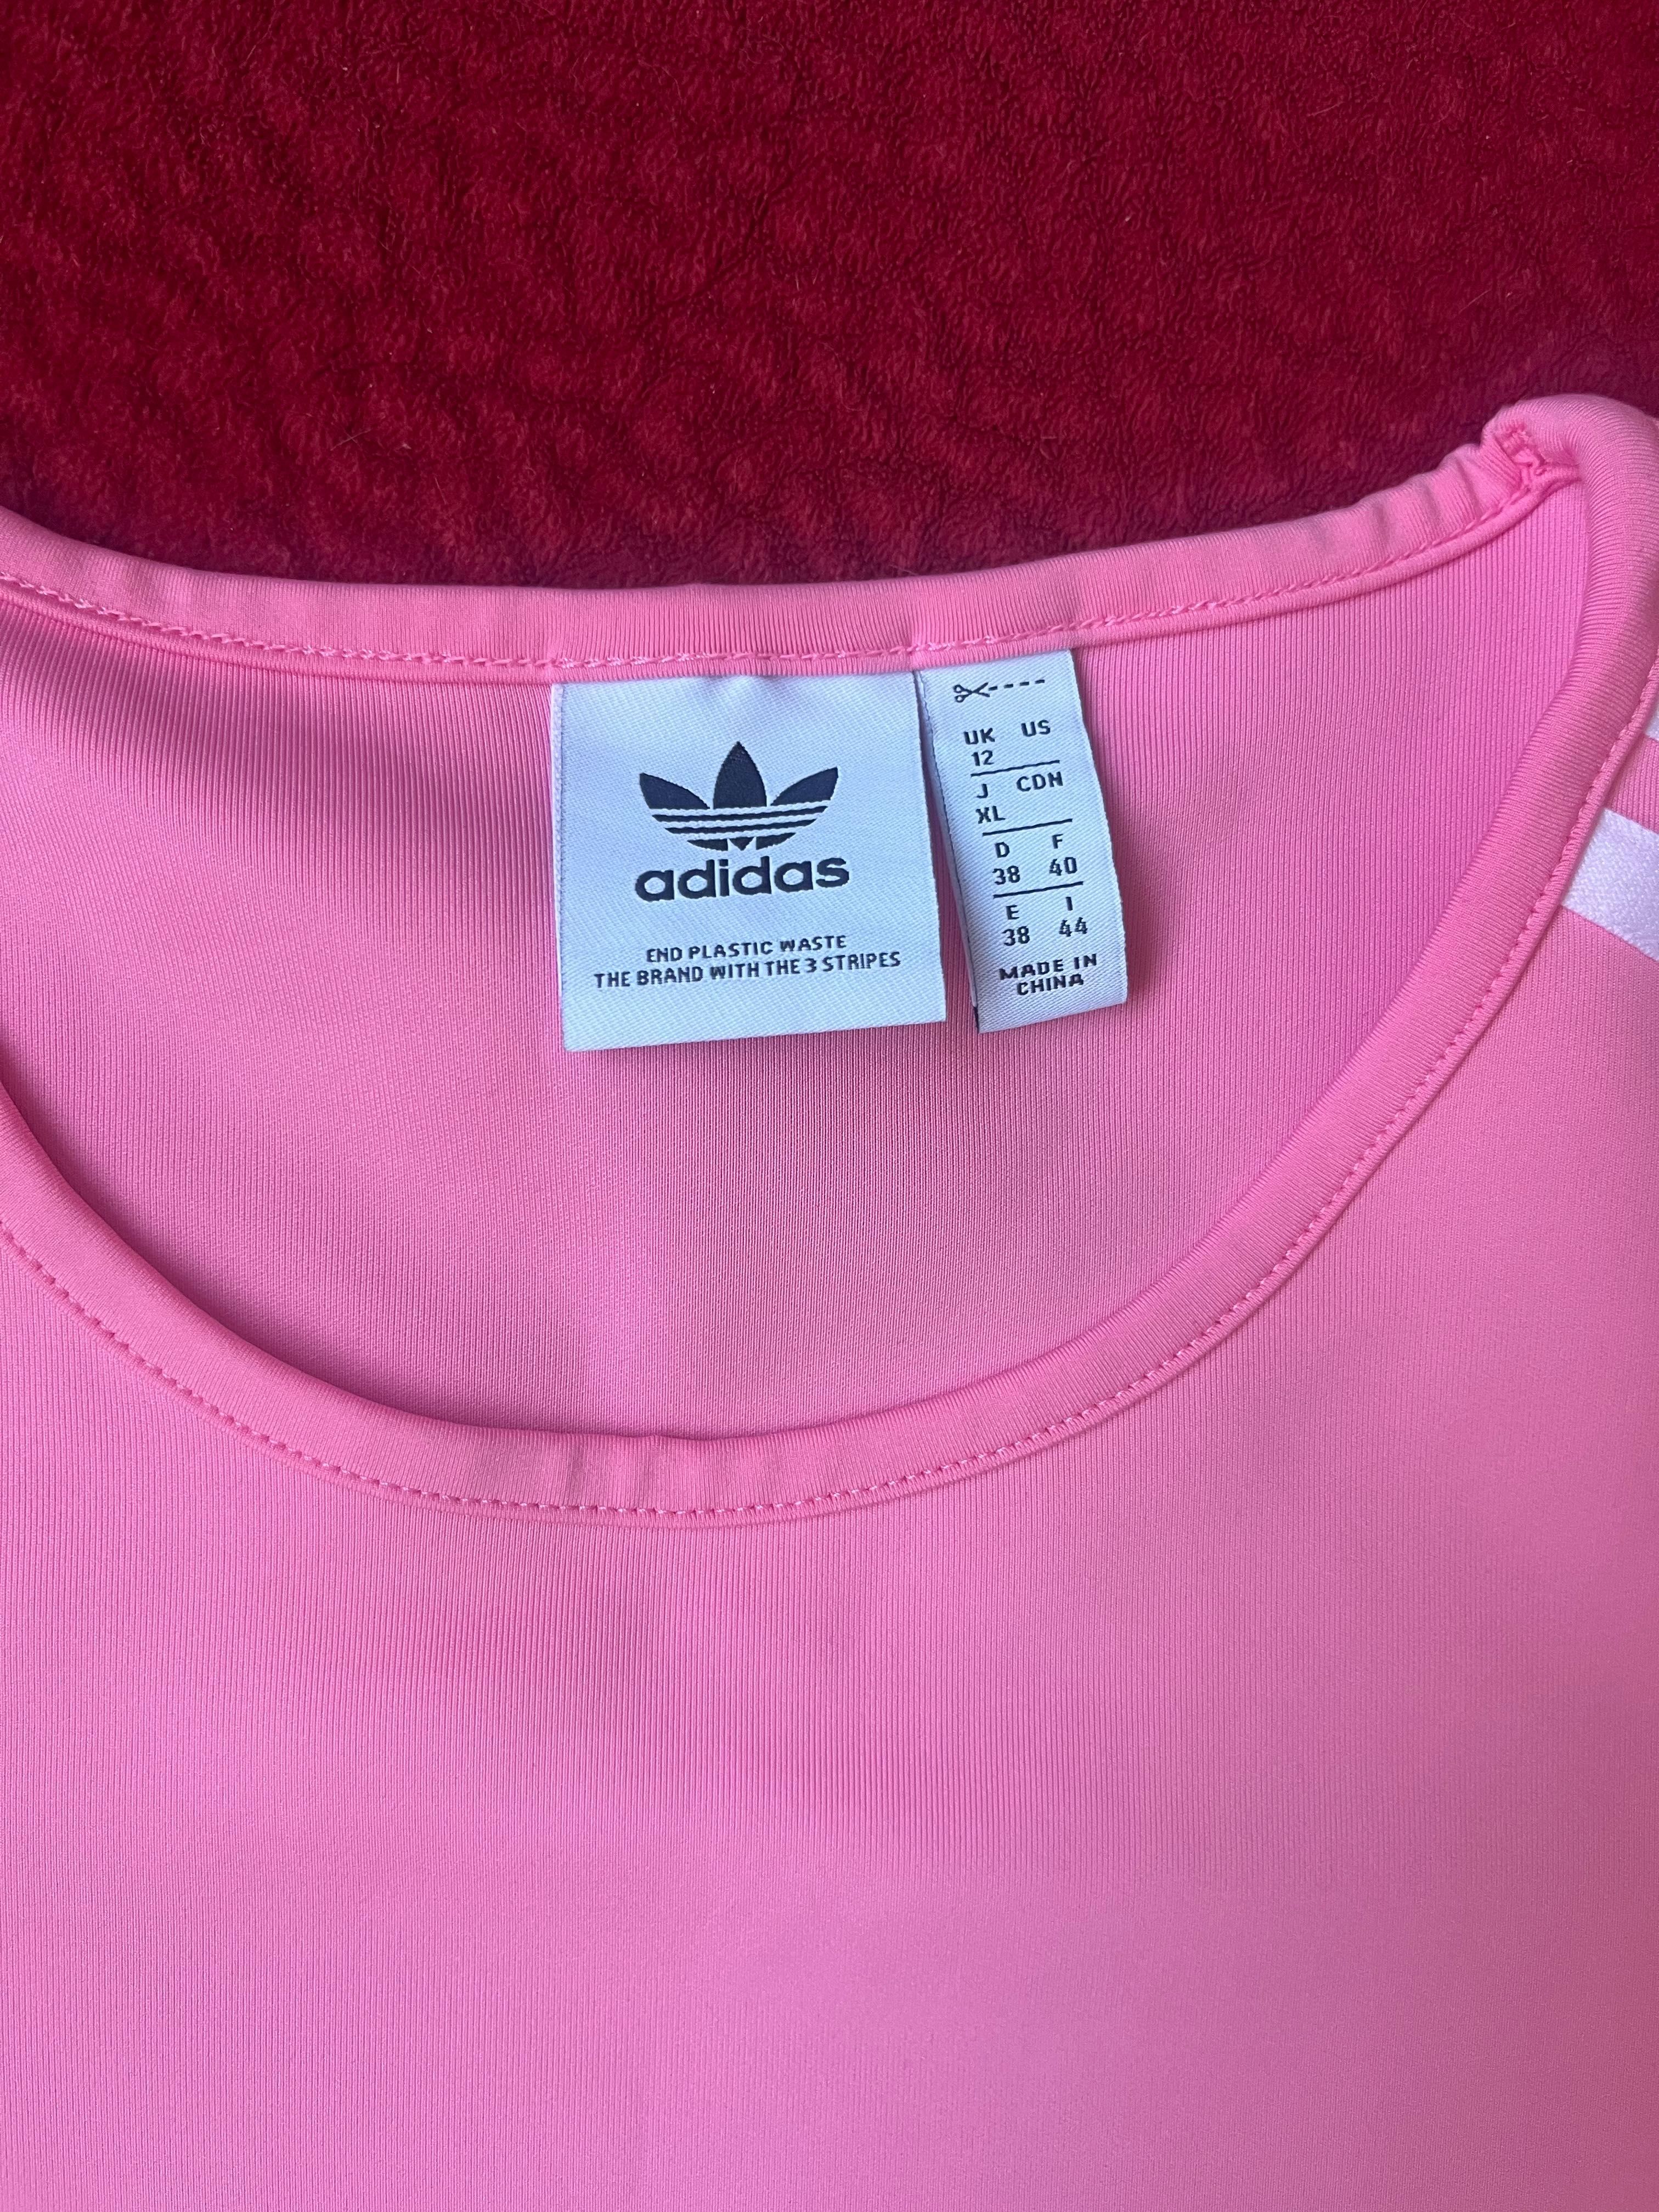 adidas
END PLASTIC WASTE
THE BRAND WITH THE 3 STRIPES
UK US
12
J CDN
XL
D F
38 40
E I
38 44
MADE IN
CHINA